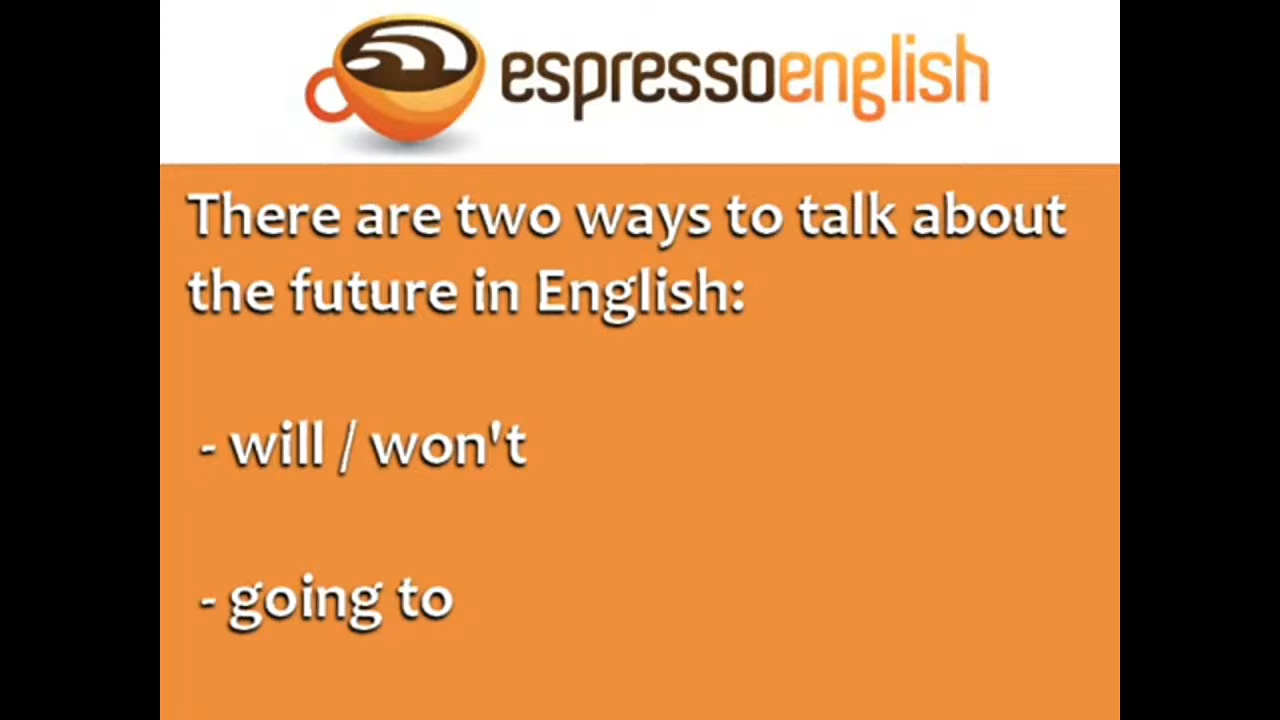 espressoenglish
There are two ways to talk about
the future in English:
- will / won't
- going to